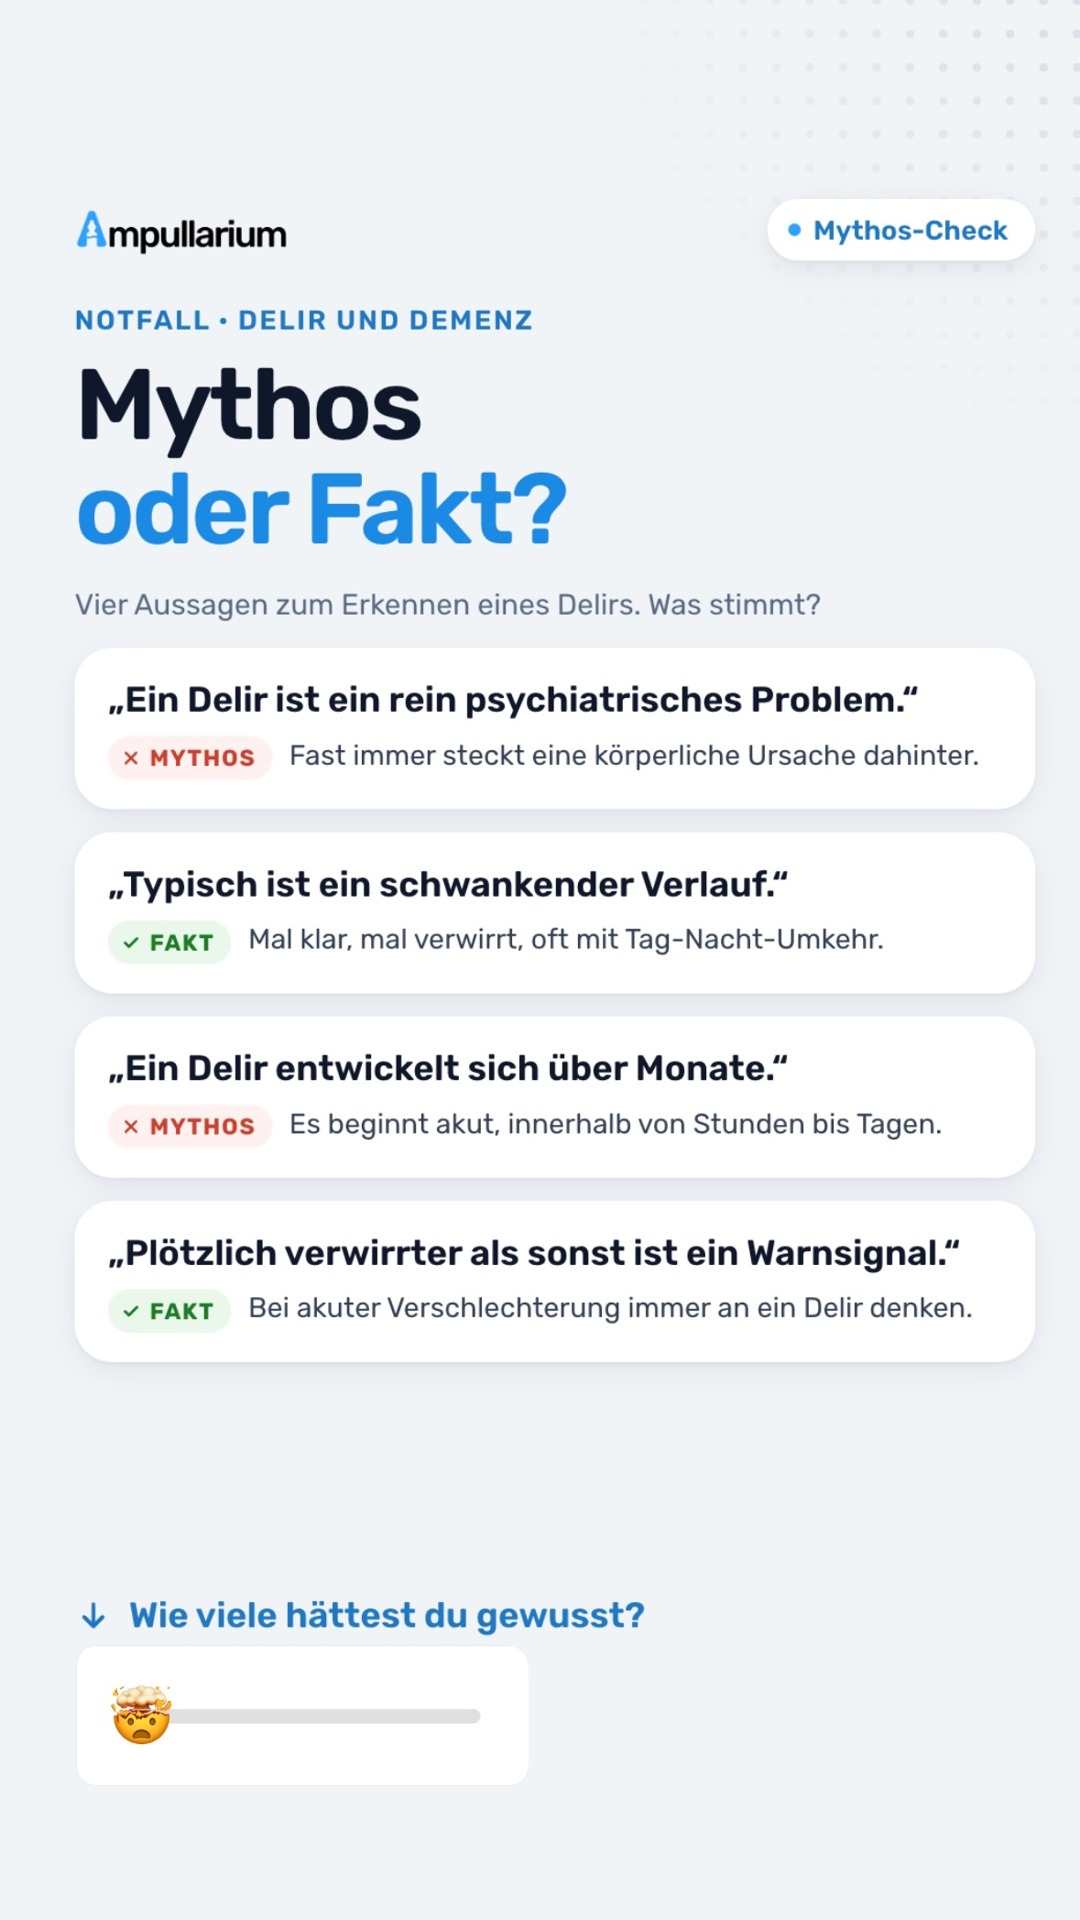 Ampullarium
Mythos-Check
NOTFALL · DELIR UND DEMENZ
Mythos
oder Fakt?
Vier Aussagen zum Erkennen eines Delirs. Was stimmt?
„Ein Delir ist ein rein psychiatrisches Problem.“
× MYTHOS Fast immer steckt eine körperliche Ursache dahinter.
„Typisch ist ein schwankender Verlauf.“
✓ FAKT Mal klar, mal verwirrt, oft mit Tag-Nacht-Umkehr.
„Ein Delir entwickelt sich über Monate.“
× MYTHOS Es beginnt akut, innerhalb von Stunden bis Tagen.
„Plötzlich verwirrter als sonst ist ein Warnsignal.“
✓ FAKT Bei akuter Verschlechterung immer an ein Delir denken.
↓ Wie viele hättest du gewusst?